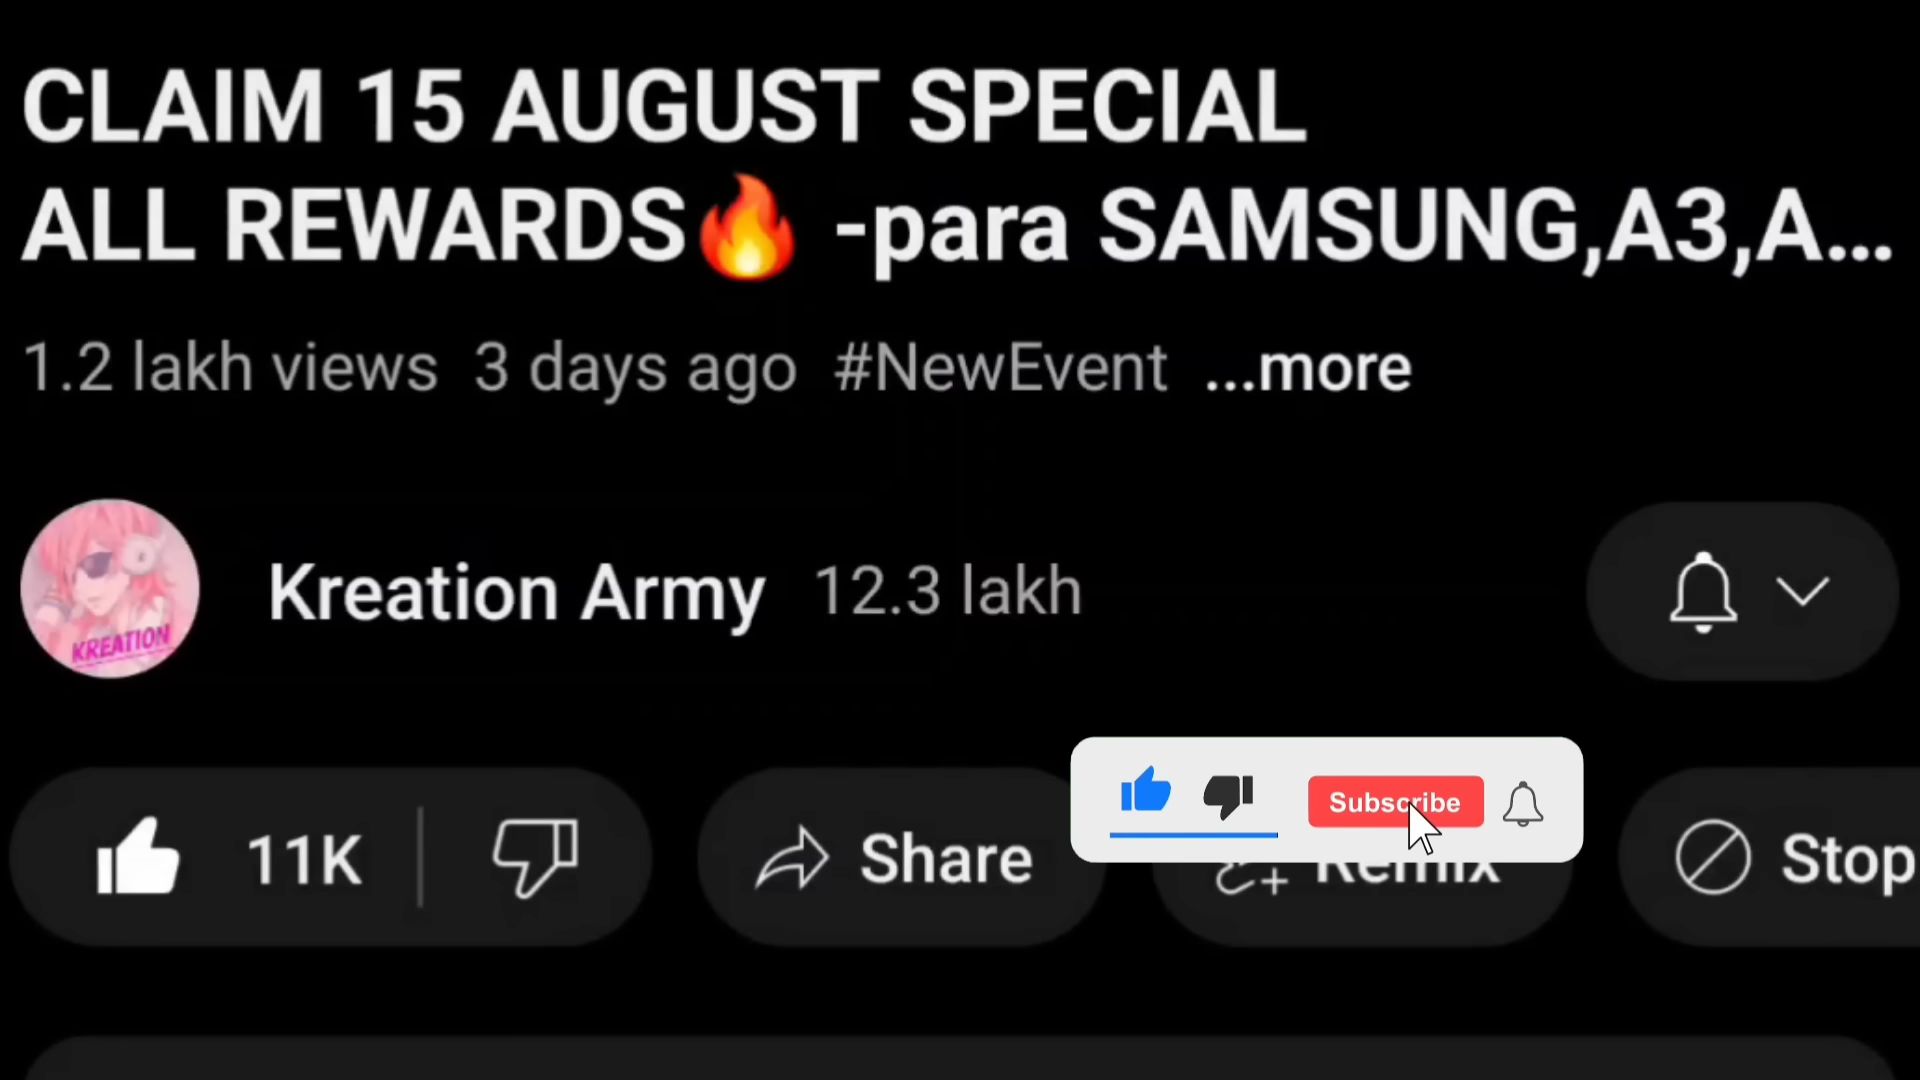 CLAIM 15 AUGUST SPECIAL
ALL REWARDS🔥 -para SAMSUNG,A3,A...
1.2 lakh views 3 days ago #NewEvent ...more
KREATION
Kreation Army 12.3 lakh
Subscribe
11K Share Remix Stop